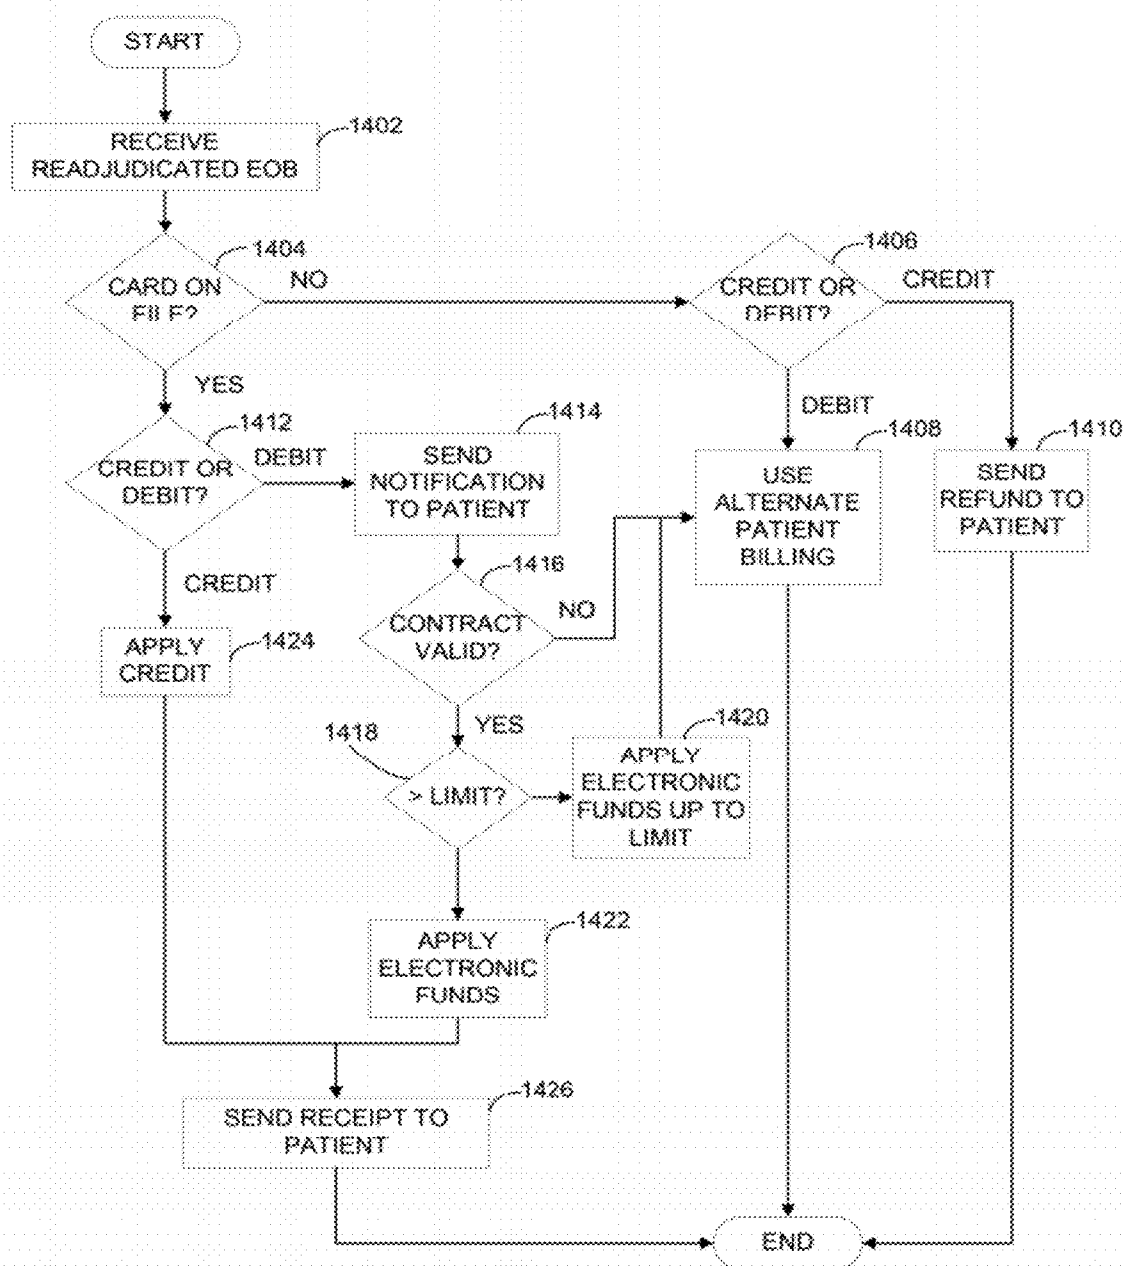 START
1402
RECEIVE
READJUDICATED EOB
1404
CARD ON
FILE?
NO
1406
CREDIT OR
DEBIT?
CREDIT
YES
DEBIT
1412
CREDIT OR
DEBIT?
DEBIT
1414
SEND
NOTIFICATION
TO PATIENT
1408
USE
ALTERNATE
PATIENT
BILLING
1410
SEND
REFUND TO
PATIENT
CREDIT
1416
CONTRACT
VALID?
NO
1424
APPLY
CREDIT
YES
1418
> LIMIT?
1420
APPLY
ELECTRONIC
FUNDS UP TO
LIMIT
1422
APPLY
ELECTRONIC
FUNDS
1426
SEND RECEIPT TO
PATIENT
END